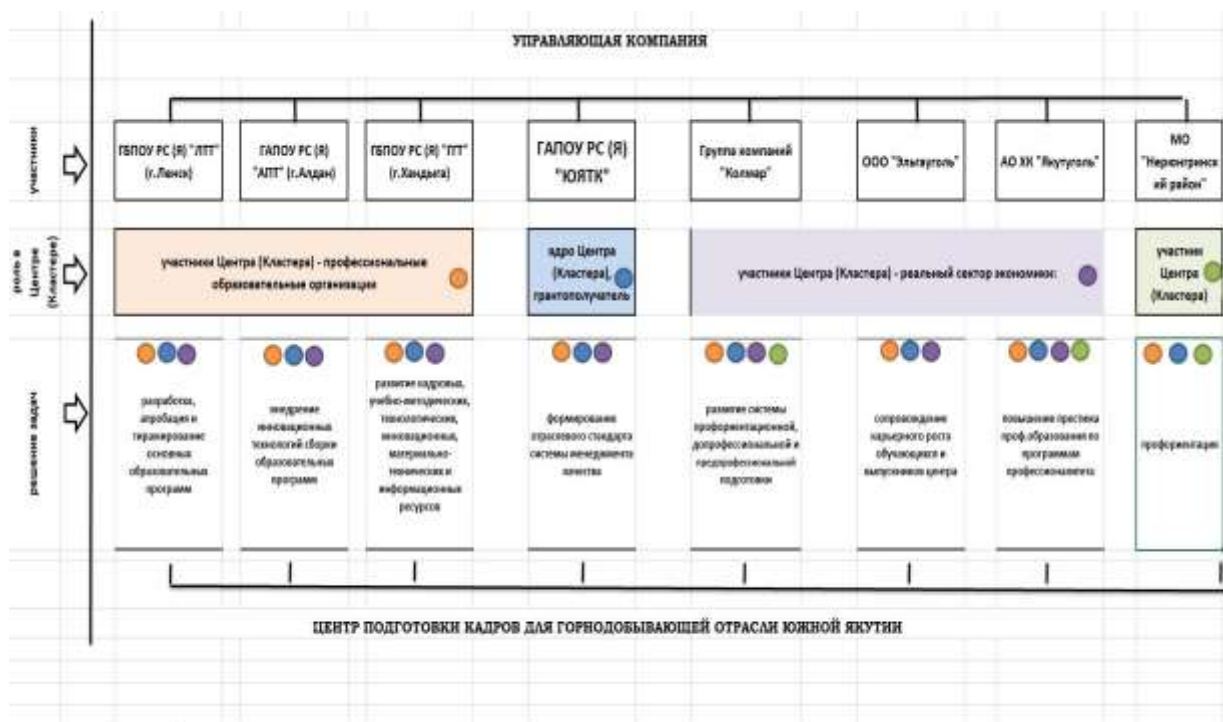 УПРАВЛЯЮЩАЯ КОМПАНИЯ
участники
ГБПОУ РС (Я) "ЛТТ"
(г.Ленск)
ГАПОУ РС (Я)
"АПТ" (г.Алдан)
ГБПОУ РС (Я)
(г.Хандыга)
ГАПОУ РС (Я)
"ЮЯТК"
Группа компаний
"Колмар"
ООО "Эльгауголь"
АО ХК "Якутуголь"
МО
"Нерюнгринск
ий район"
роль в
Центре
(Кластере)
участники Центра (Кластера) - профессиональные
образовательные организации
ядро Центра
(Кластера),
грантополучатель
участники Центра (Кластера) - реальный сектор экономики:
участник
Центра
(Кластера)
решение задач
разработка,
апробация и
тиражирование
основных
образовательных
программ
внедрение
инновационных
технологий сборки
образовательных
программ
развитие кадровых,
учебно-методических,
технологических,
инновационных,
материально-
технических и
информационных
ресурсов
формирование
отраслевого стандарта
системы менеджмента
качества
развитие системы
профориентационной,
допрофессиональной и
предпрофессиональной
подготовки
сопровождение
карьерного роста
обучающихся и
выпускников центра
повышение престижа
проф.образования по
программам
профессионалитета
профориентация
ЦЕНТР ПОДГОТОВКИ КАДРОВ ДЛЯ ГОРНОДОБЫВАЮЩЕЙ ОТРАСЛИ ЮЖНОЙ ЯКУТИИ